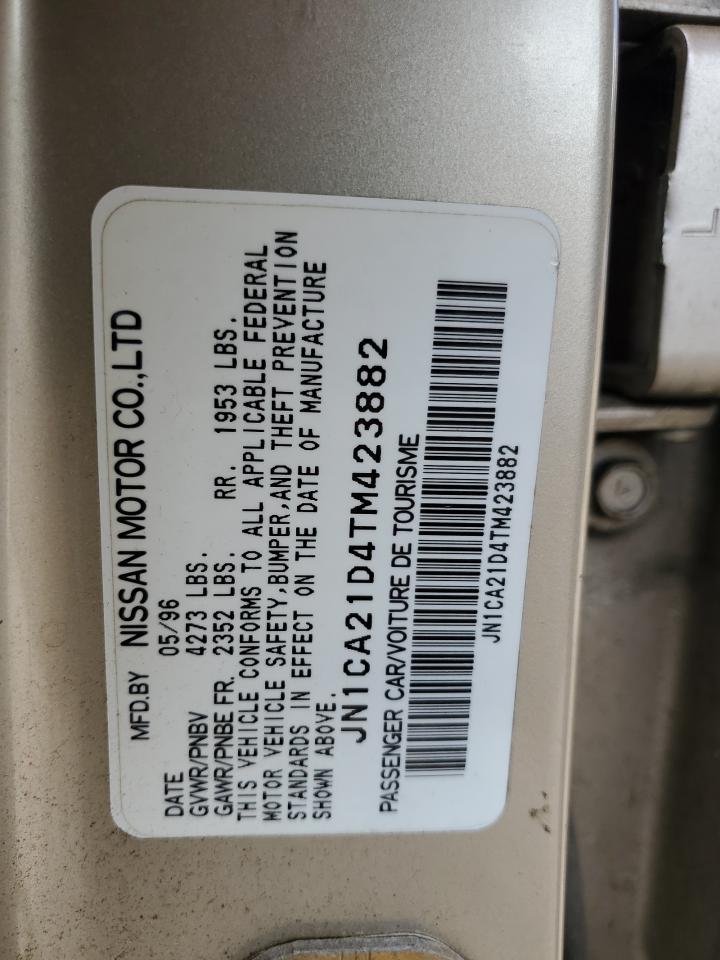 MFD.BY NISSAN MOTOR CO.,LTD
DATE 05/96
GVWR/PNBV 4273 LBS.
GAWR/PNBE FR. 2352 LBS. RR. 1953 LBS.
THIS VEHICLE CONFORMS TO ALL APPLICABLE FEDERAL
MOTOR VEHICLE SAFETY,BUMPER,AND THEFT PREVENTION
STANDARDS IN EFFECT ON THE DATE OF MANUFACTURE
SHOWN ABOVE.
JN1CA21D4TM423882
PASSENGER CAR/VOITURE DE TOURISME
JN1CA21D4TM423882
L